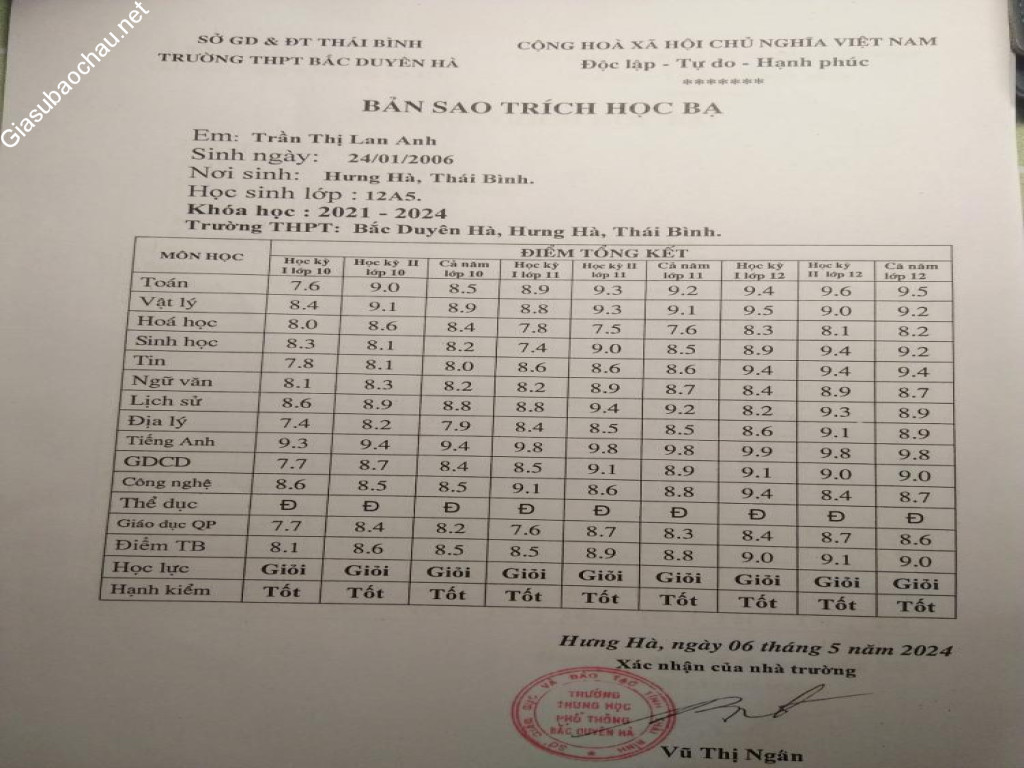 Giasubaochau.net
SỞ GD & ĐT THÁI BÌNH
TRƯỜNG THPT BẮC DUYÊN HÀ
CỘNG HOÀ XÃ HỘI CHỦ NGHĨA VIỆT NAM
Độc lập - Tự do - Hạnh phúc
*******
BẢN SAO TRÍCH HỌC BẠ
Em: Trần Thị Lan Anh
Sinh ngày: 24/01/2006
Nơi sinh: Hưng Hà, Thái Bình.
Học sinh lớp : 12A5.
Khóa học : 2021 - 2024
Trường THPT: Bắc Duyên Hà, Hưng Hà, Thái Bình.
MÔN HỌC ĐIỂM TỔNG KẾT
Học kỳ I lớp 10 Học kỳ II lớp 10 Cả năm lớp 10 Học kỳ I lớp 11 Học kỳ II lớp 11 Cả năm lớp 11 Học kỳ I lớp 12 Học kỳ II lớp 12 Cả năm lớp 12
Toán 7.6 9.0 8.5 8.9 9.3 9.2 9.4 9.6 9.5
Vật lý 8.4 9.1 8.9 8.8 9.3 9.1 9.5 9.0 9.2
Hoá học 8.0 8.6 8.4 7.8 7.5 7.6 8.3 8.1 8.2
Sinh học 8.3 8.1 8.2 7.4 9.0 8.5 8.9 9.4 9.2
Tin 7.8 8.1 8.0 8.6 8.6 8.6 9.4 9.4 9.4
Ngữ văn 8.1 8.3 8.2 8.2 8.9 8.7 8.4 8.9 8.7
Lịch sử 8.6 8.9 8.8 8.8 9.4 9.2 8.2 9.3 8.9
Địa lý 7.4 8.2 7.9 8.4 8.5 8.5 8.6 9.1 8.9
Tiếng Anh 9.3 9.4 9.4 9.8 9.8 9.8 9.9 9.8 9.8
GDCD 7.7 8.7 8.4 8.5 9.1 8.9 9.1 9.0 9.0
Công nghệ 8.6 8.5 8.5 9.1 8.6 8.8 9.4 8.4 8.7
Thể dục Đ Đ Đ Đ Đ Đ Đ Đ Đ
Giáo dục QP 7.7 8.4 8.2 7.6 8.7 8.3 8.4 8.7 8.6
Điểm TB 8.1 8.6 8.5 8.5 8.9 8.8 9.0 9.1 9.0
Học lực Giỏi Giỏi Giỏi Giỏi Giỏi Giỏi Giỏi Giỏi Giỏi
Hạnh kiểm Tốt Tốt Tốt Tốt Tốt Tốt Tốt Tốt Tốt
Hưng Hà, ngày 06 tháng 5 năm 2024
Xác nhận của nhà trường
TRƯỜNG
TRUNG HỌC
PHỔ THÔNG
BẮC DUYÊN HÀ
Vũ Thị Ngân